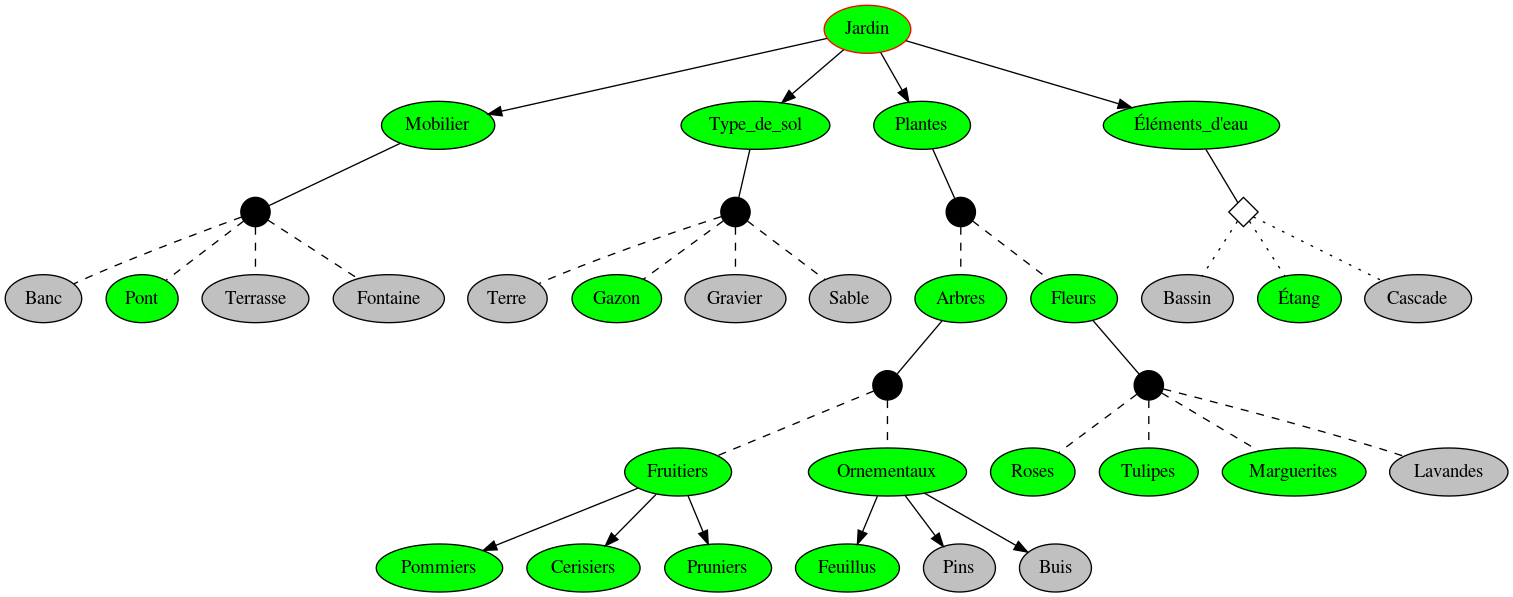 Jardin
Mobilier
Type_de_sol
Plantes
Éléments_d'eau
Banc
Pont
Terrasse
Fontaine
Terre
Gazon
Gravier
Sable
Arbres
Fleurs
Bassin
Étang
Cascade
Fruitiers
Ornementaux
Roses
Tulipes
Marguerites
Lavandes
Pommiers
Cerisiers
Pruniers
Feuillus
Pins
Buis